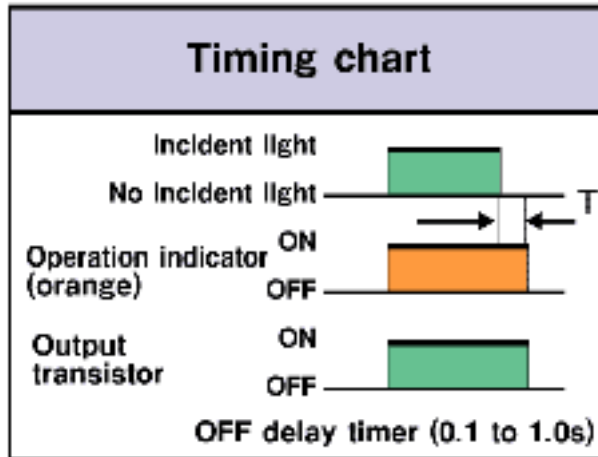 Timing chart
Incident light
No Incident light
T
Operation indicator
(orange)
ON
OFF
Output
transistor
ON
OFF
OFF delay timer (0.1 to 1.0s)